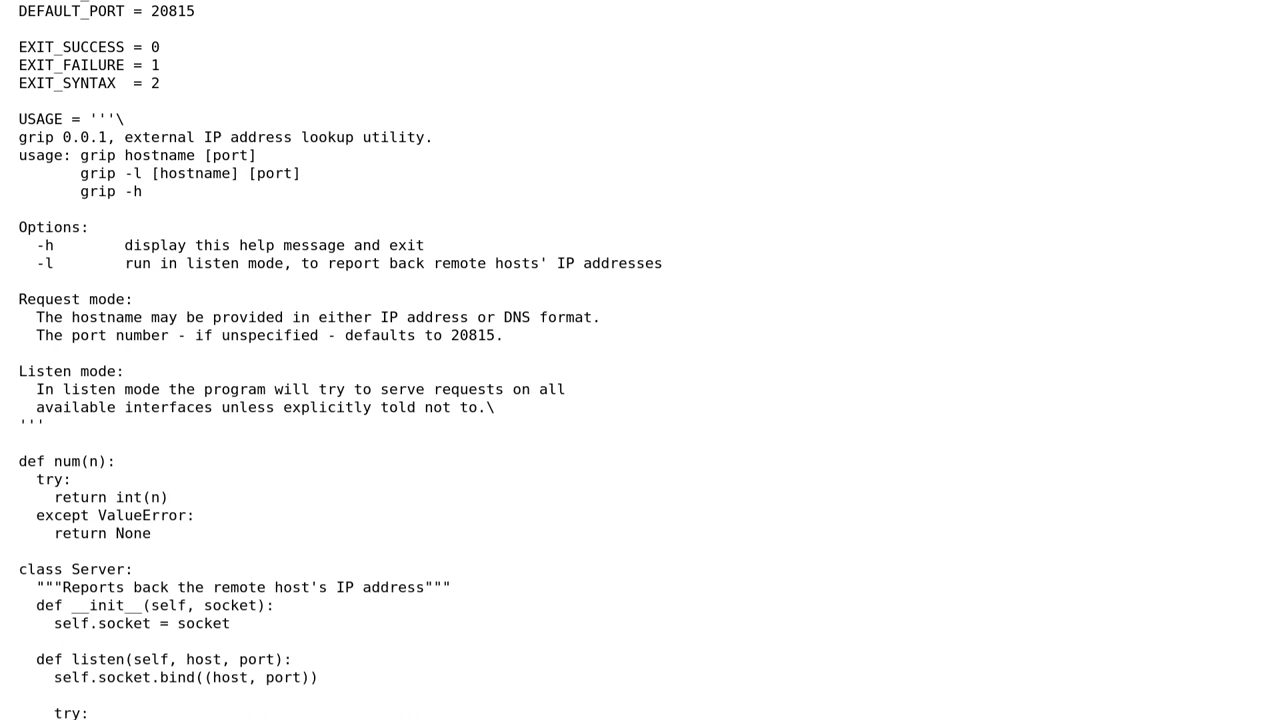 DEFAULT_PORT = 20815

EXIT_SUCCESS = 0
EXIT_FAILURE = 1
EXIT_SYNTAX  = 2

USAGE = '''\
grip 0.0.1, external IP address lookup utility.
usage: grip hostname [port]
       grip -l [hostname] [port]
       grip -h

Options:
  -h        display this help message and exit
  -l        run in listen mode, to report back remote hosts' IP addresses

Request mode:
  The hostname may be provided in either IP address or DNS format.
  The port number - if unspecified - defaults to 20815.

Listen mode:
  In listen mode the program will try to serve requests on all
  available interfaces unless explicitly told not to.\
'''

def num(n):
  try:
    return int(n)
  except ValueError:
    return None

class Server:
  """Reports back the remote host's IP address"""
  def __init__(self, socket):
    self.socket = socket

  def listen(self, host, port):
    self.socket.bind((host, port))

    try: